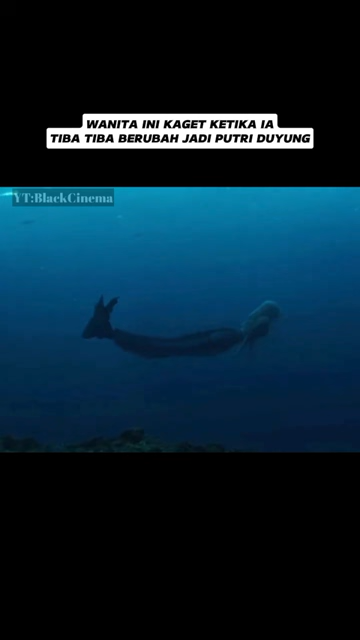 WANITA INI KAGET KETIKA IA
TIBA TIBA BERUBAH JADI PUTRI DUYUNG
YT:BlackCinema